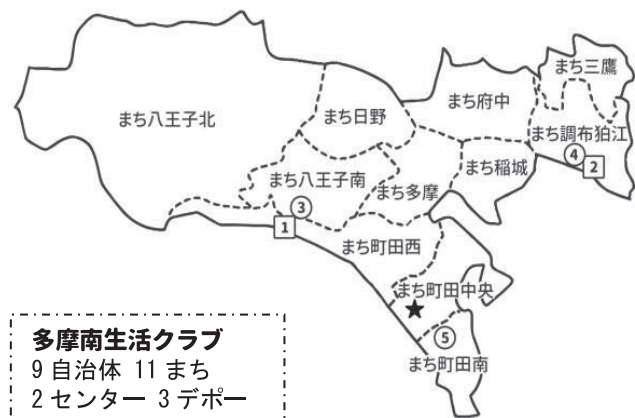 まち三鷹
まち府中
まち日野
まち八王子北
まち調布狛江
④
2
まち稲城
まち八王子南
まち多摩
③
1
まち町田西
まち町田中央
★
⑤
まち町田南
多摩南生活クラブ
9自治体 11まち
2センター 3デポー